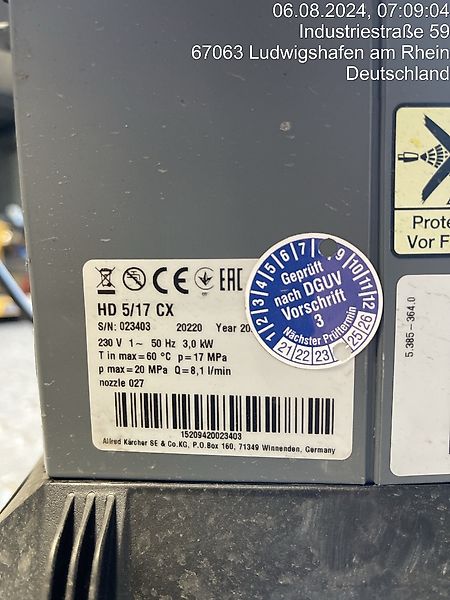 06.08.2024, 07:09:04
Industriestraße 59
67063 Ludwigshafen am Rhein
Deutschland
CE EAC
HD 5/17 CX
S/N: 023403 20220 Year 20
230 V 1~ 50 Hz 3,0 kW
T in max=60 °C p=17 MPa
p max=20 MPa Q=8,1 l/min
nozzle 027
15209420023403
Alfred Kärcher SE & Co.KG, P.O.Box 160, 71349 Winnenden, Germany
1 2 3 4 5 6 7 9 10 11 12
Geprüft
nach DGUV
Vorschrift
3
Nächster Prüftermin
21 22 23 25 26
Prote
Vor F
5.385-364.0